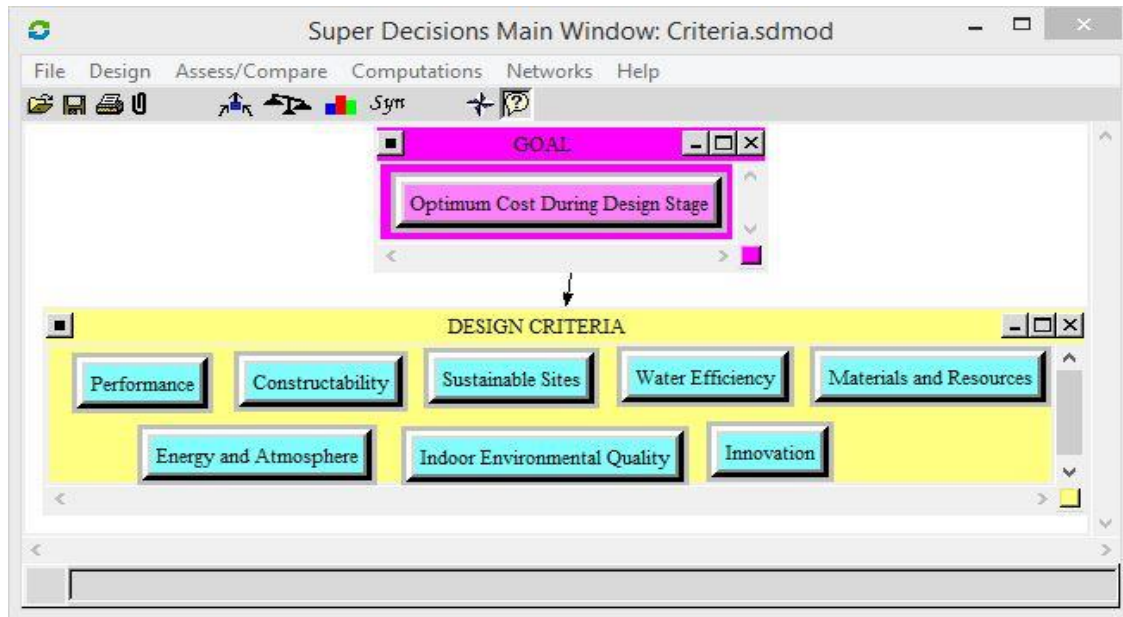 Super Decisions Main Window: Criteria.sdmod
File Design Assess/Compare Computations Networks Help
Syn
GOAL
Optimum Cost During Design Stage
DESIGN CRITERIA
Performance Constructability Sustainable Sites Water Efficiency Materials and Resources
Energy and Atmosphere Indoor Environmental Quality Innovation